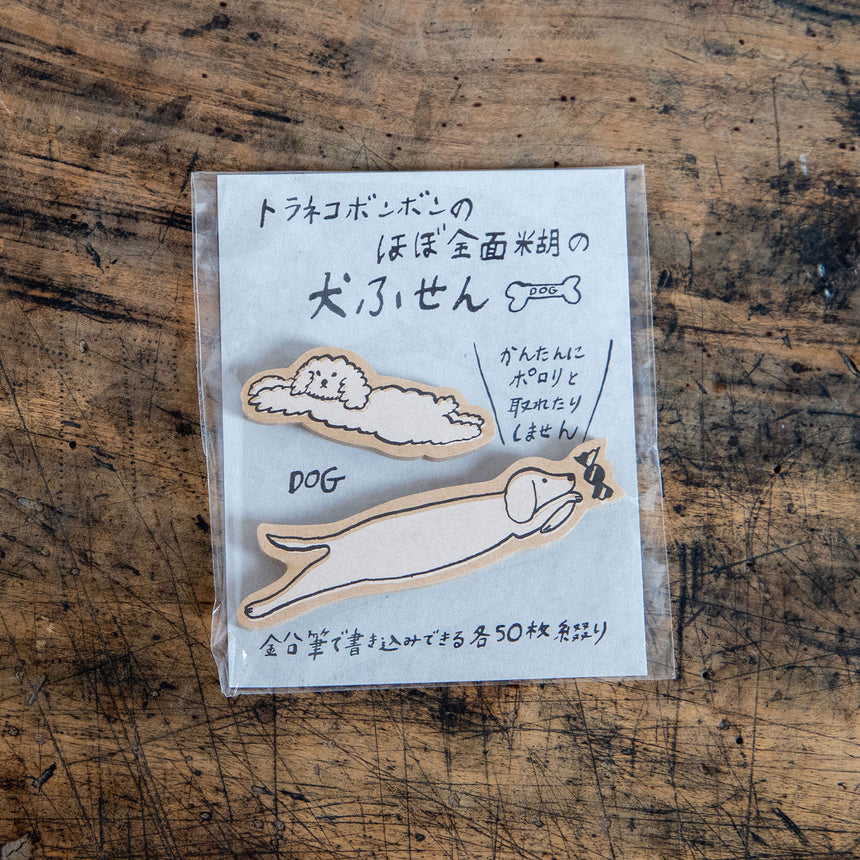 トラネコボンボンの
ほぼ全面糊の
犬ふせん
DOG
かんたんに
ポロリと
取れたり
しません
DOG
鉛筆で書き込みできる各50枚綴り